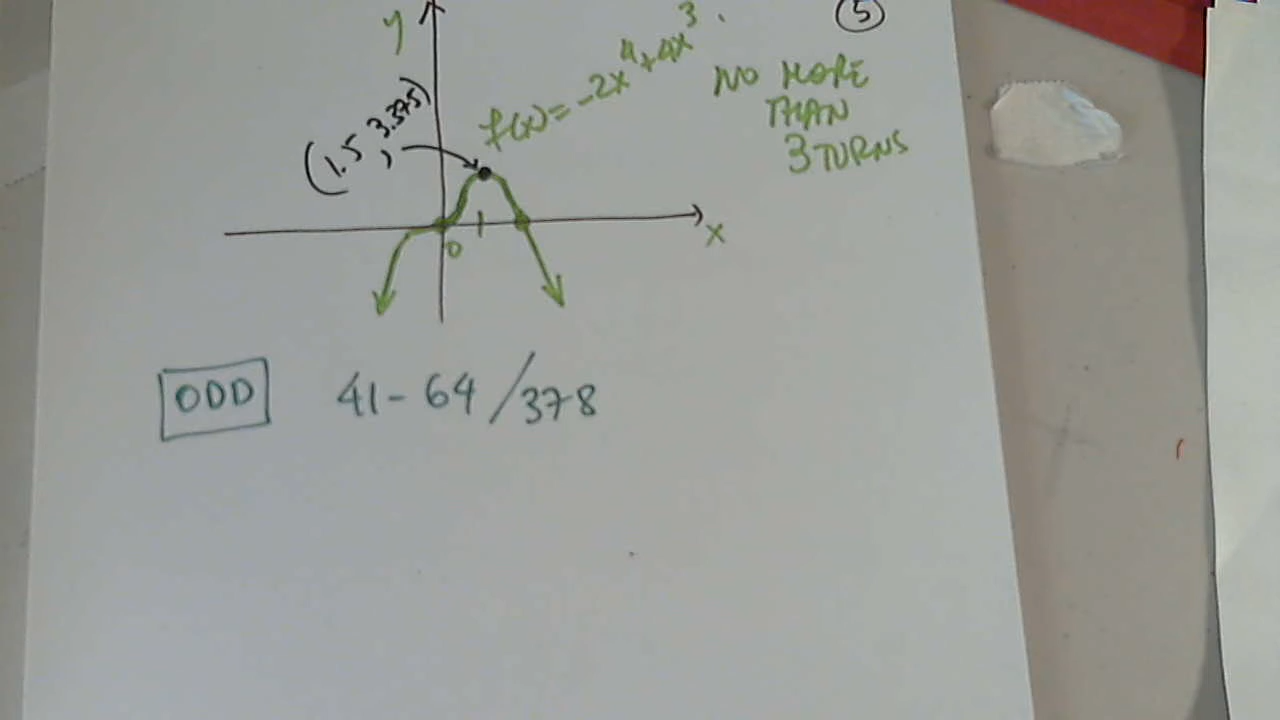 5
y
f(x) = -2x⁴+4x³.
NO MORE
THAN
3 TURNS
(1.5, 3.375)
0
1
x
ODD 41-64/378